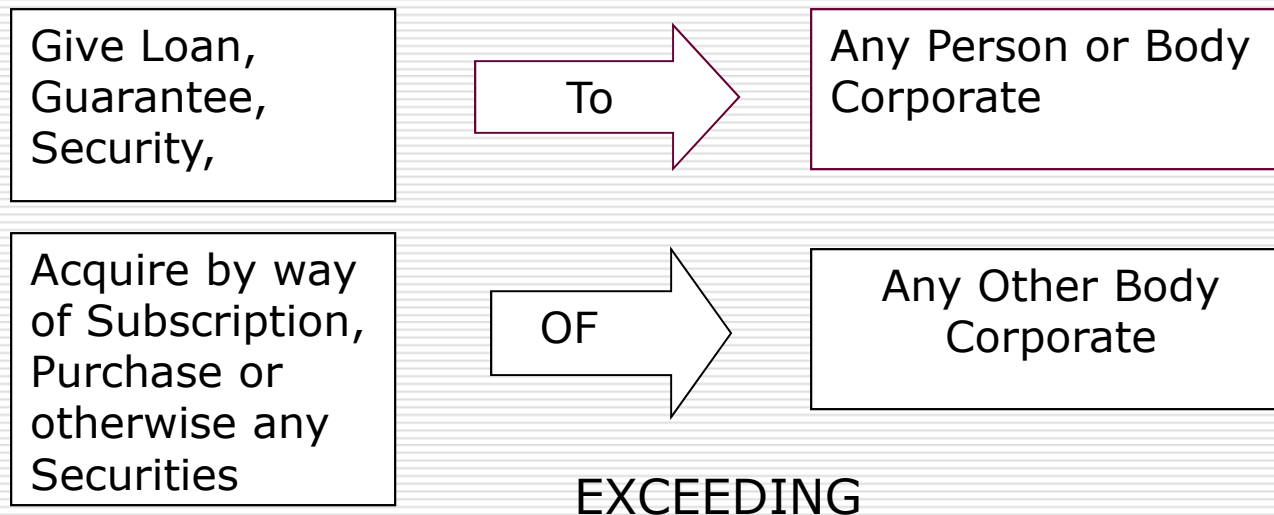 Give Loan,
Guarantee,
Security,
To
Any Person or Body
Corporate
Acquire by way
of Subscription,
Purchase or
otherwise any
Securities
OF
Any Other Body
Corporate
EXCEEDING